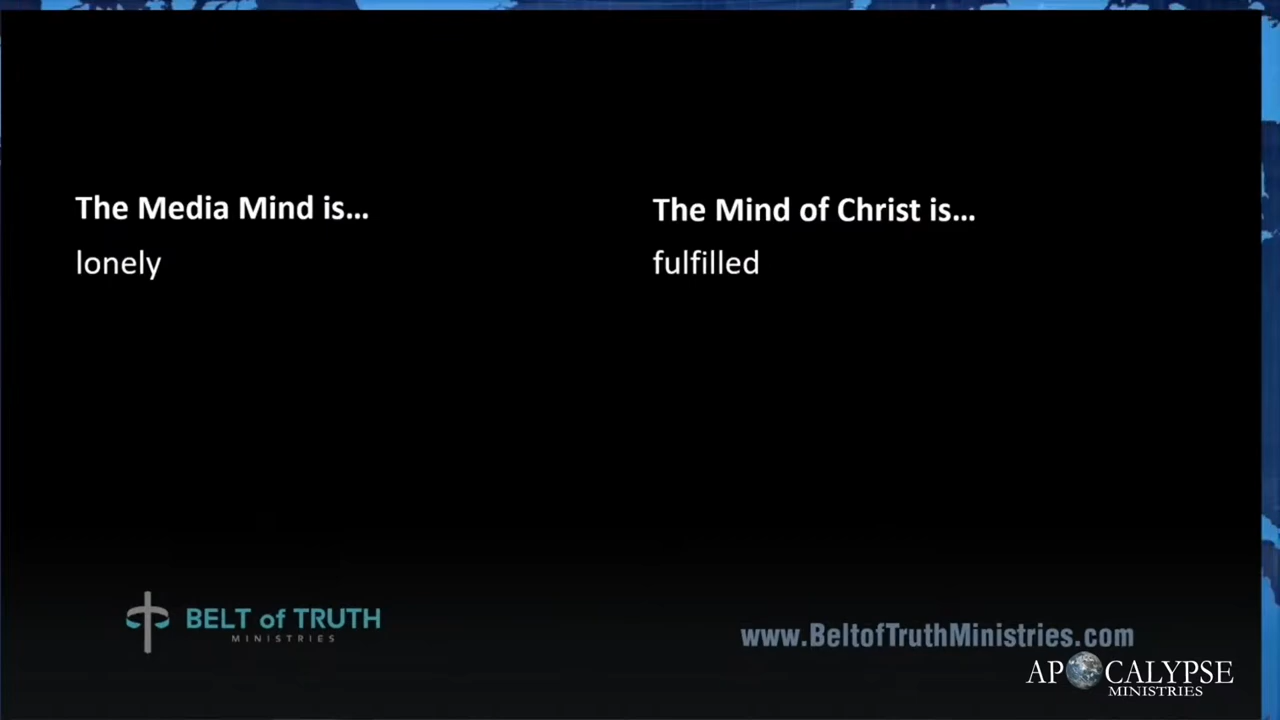 The Media Mind is...
lonely
The Mind of Christ is...
fulfilled
BELT of TRUTH
MINISTRIES
www.BeltofTruthMinistries.com
APOCALYPSE
MINISTRIES